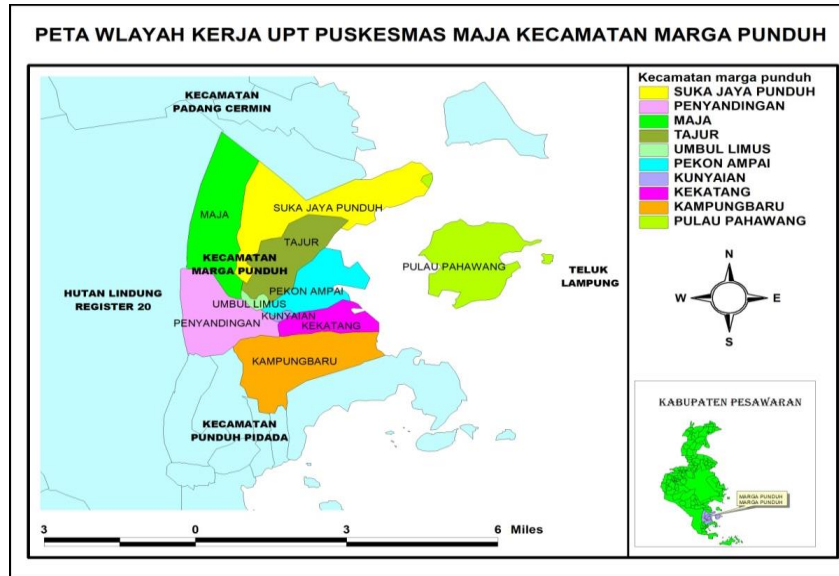 PETA WLAYAH KERJA UPT PUSKESMAS MAJA KECAMATAN MARGA PUNDUH
KECAMATAN
PADANG CERMIN
SUKA JAYA PUNDUH
MAJA
TAJUR
KECAMATAN
MARGA PUNDUH
PULAU PAHAWANG
TELUK
LAMPUNG
HUTAN LINDUNG
REGISTER 20
PEKON AMPAI
UMBUL LIMUS
KUNYAIAN
PENYANDINGAN
KEKATANG
KAMPUNGBARU
KECAMATAN
PUNDUH PIDADA
3 0 3 6 Miles
Kecamatan marga punduh
SUKA JAYA PUNDUH
PENYANDINGAN
MAJA
TAJUR
UMBUL LIMUS
PEKON AMPAI
KUNYAIAN
KEKATANG
KAMPUNGBARU
PULAU PAHAWANG
N
W E
S
KABUPATEN PESAWARAN
MARGA PUNDUH
MARGA PUNDUH